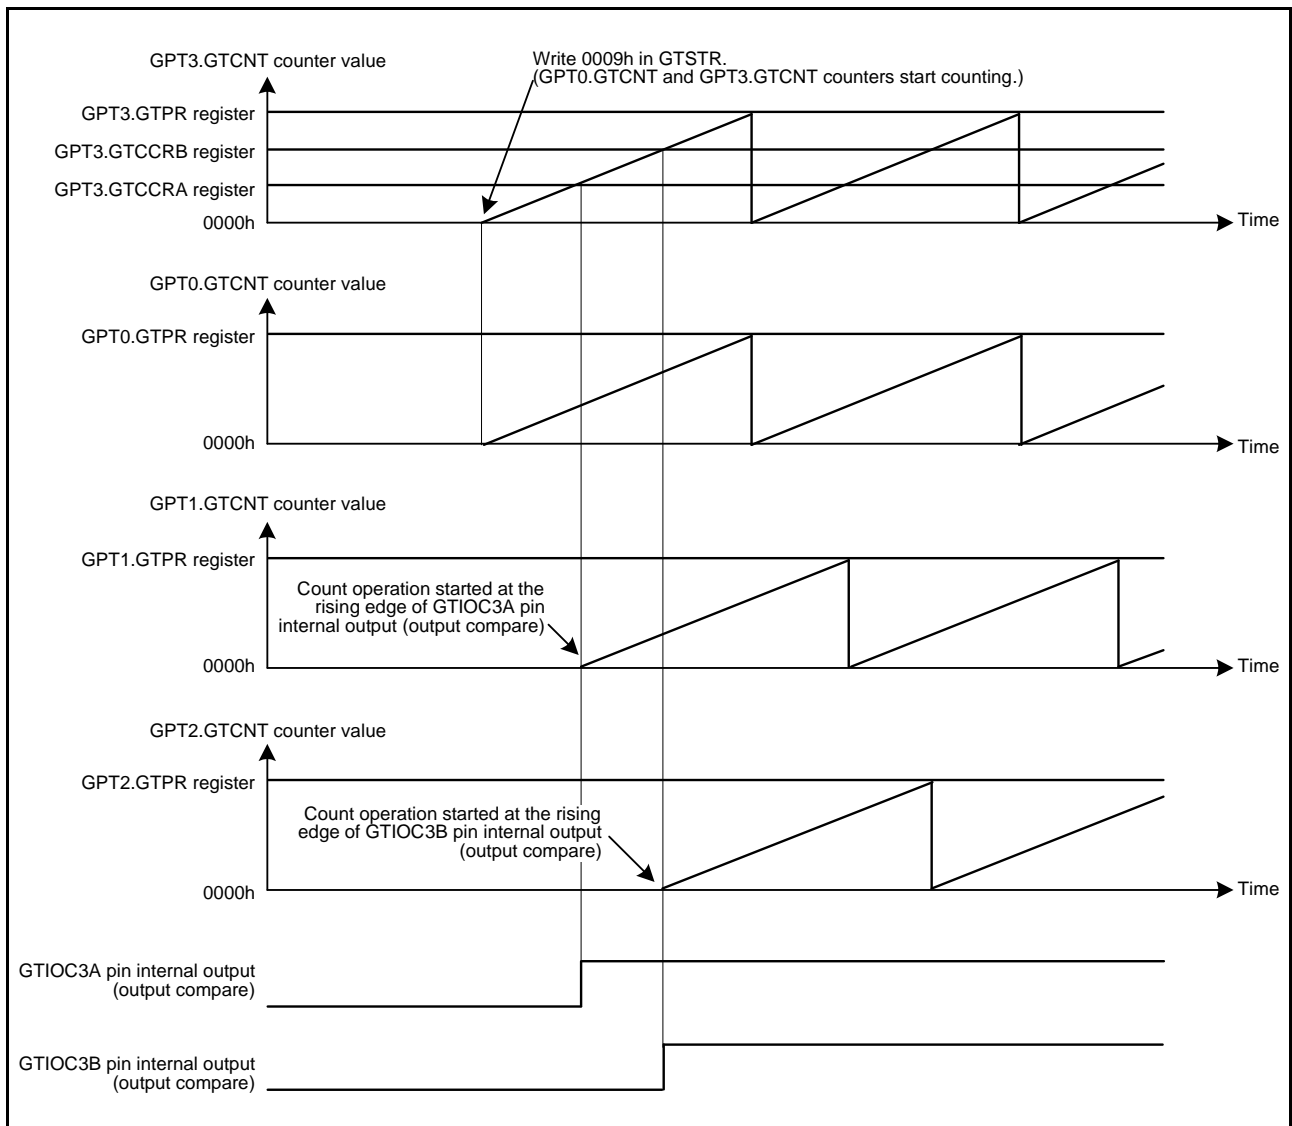 GPT3.GTCNT counter value
Write 0009h in GTSTR.
(GPT0.GTCNT and GPT3.GTCNT counters start counting.)
GPT3.GTPR register
GPT3.GTCCRB register
GPT3.GTCCRA register
0000h
Time
GPT0.GTCNT counter value
GPT0.GTPR register
0000h
Time
GPT1.GTCNT counter value
GPT1.GTPR register
Count operation started at the
rising edge of GTIOC3A pin
internal output (output compare)
0000h
Time
GPT2.GTCNT counter value
GPT2.GTPR register
Count operation started at the rising
edge of GTIOC3B pin internal output
(output compare)
0000h
Time
GTIOC3A pin internal output
(output compare)
GTIOC3B pin internal output
(output compare)